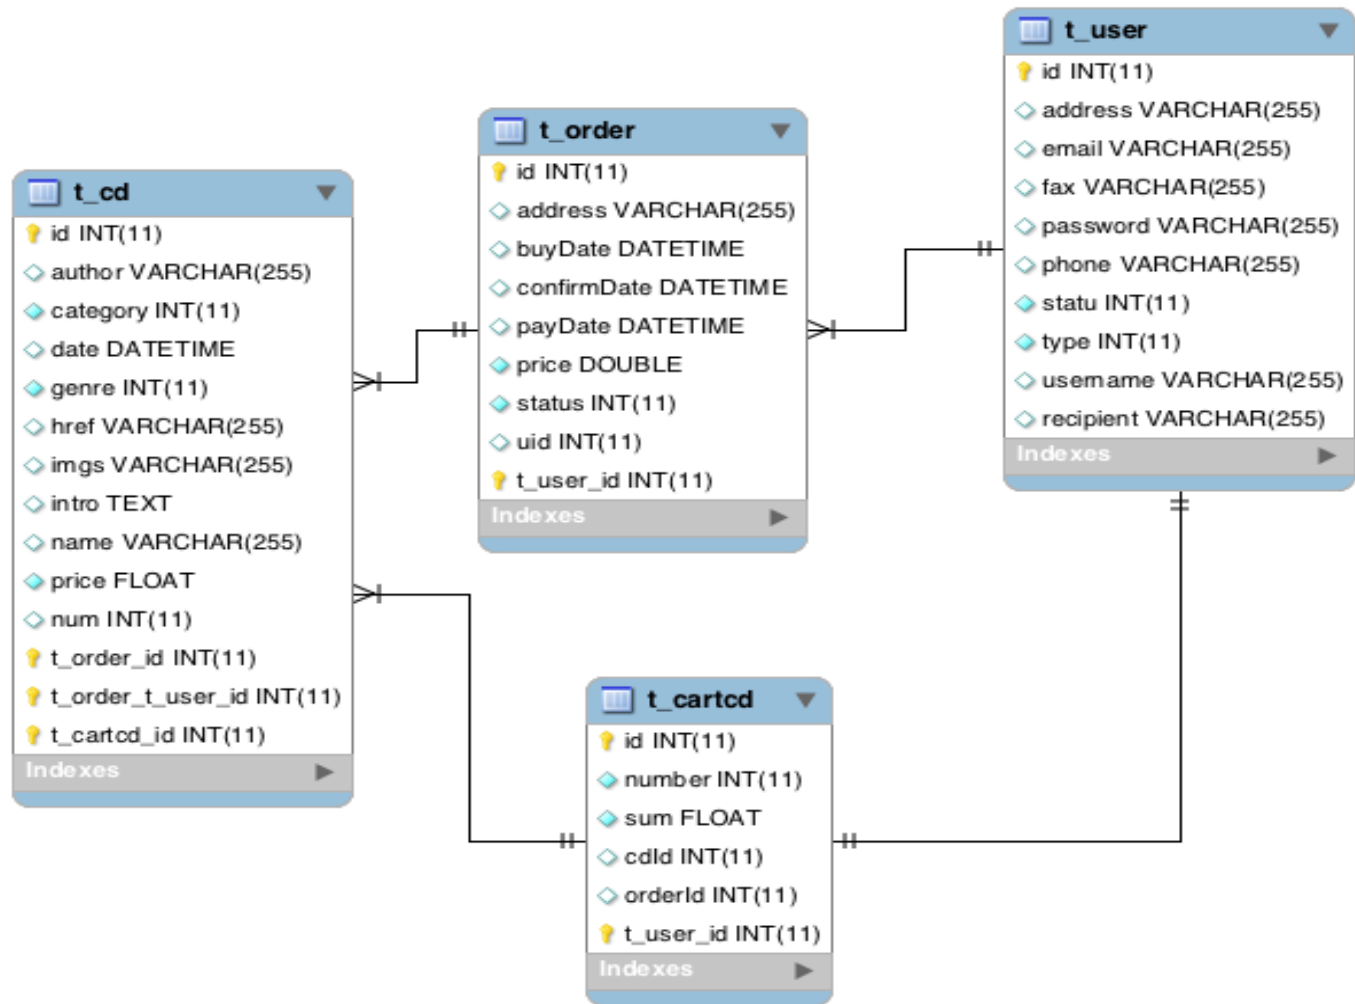 t_cd
id INT(11)
author VARCHAR(255)
category INT(11)
date DATETIME
genre INT(11)
href VARCHAR(255)
imgs VARCHAR(255)
intro TEXT
name VARCHAR(255)
price FLOAT
num INT(11)
t_order_id INT(11)
t_order_t_user_id INT(11)
t_cartcd_id INT(11)
Indexes
t_order
id INT(11)
address VARCHAR(255)
buyDate DATETIME
confirmDate DATETIME
payDate DATETIME
price DOUBLE
status INT(11)
uid INT(11)
t_user_id INT(11)
Indexes
t_user
id INT(11)
address VARCHAR(255)
email VARCHAR(255)
fax VARCHAR(255)
password VARCHAR(255)
phone VARCHAR(255)
statu INT(11)
type INT(11)
username VARCHAR(255)
recipient VARCHAR(255)
Indexes
t_cartcd
id INT(11)
number INT(11)
sum FLOAT
cdId INT(11)
orderId INT(11)
t_user_id INT(11)
Indexes